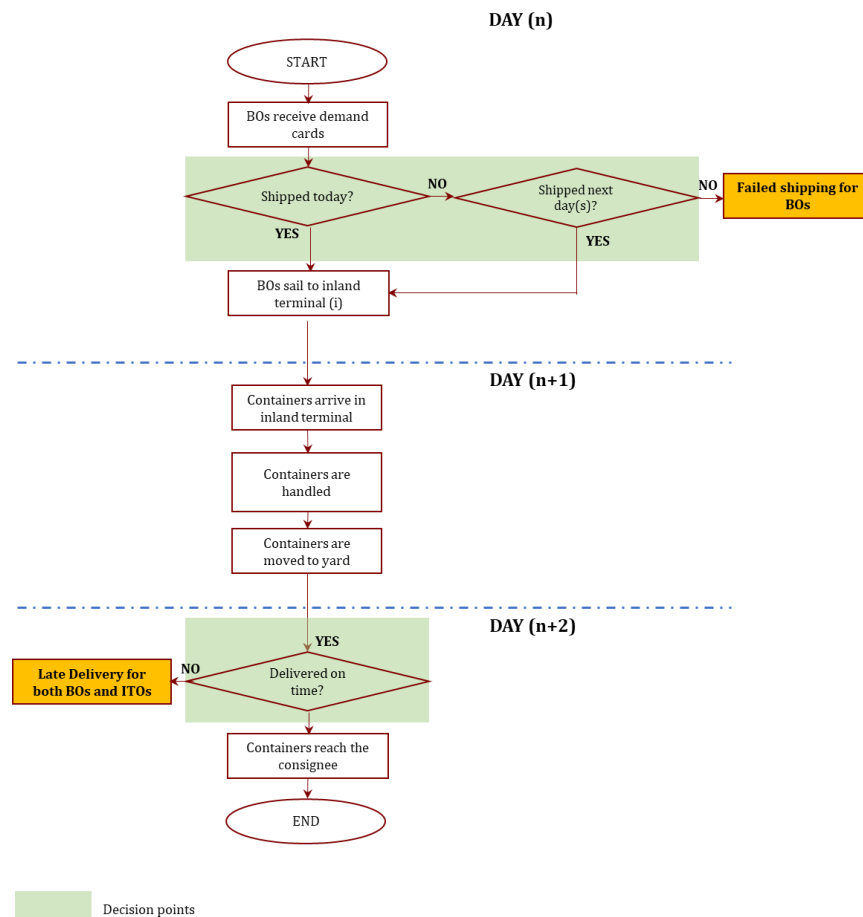 DAY (n)
START
BOs receive demand
cards
Shipped today?
NO
Shipped next
day(s)?
NO
Failed shipping for
BOs
YES
YES
BOs sail to inland
terminal (i)
DAY (n+1)
Containers arrive in
inland terminal
Containers are
handled
Containers are
moved to yard
DAY (n+2)
YES
Late Delivery for
both BOs and ITOs
NO
Delivered on
time?
Containers reach the
consignee
END
Decision points